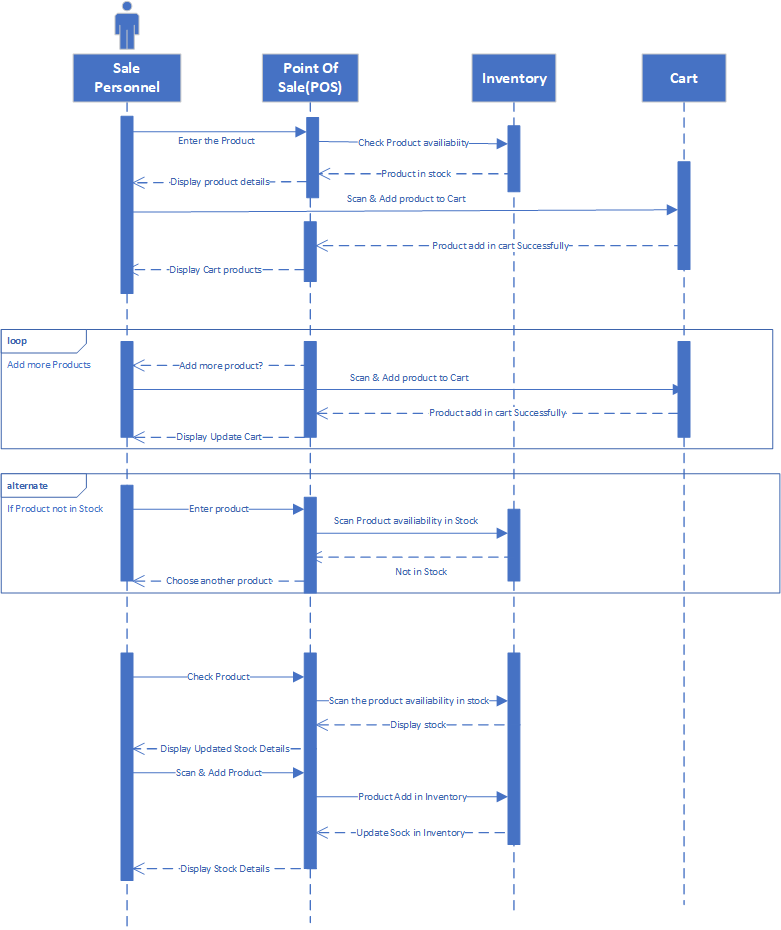 Sale
Personnel
Point Of
Sale(POS)
Inventory
Cart
Enter the Product
Check Product availiabiity
Product in stock
Display product details
Scan & Add product to Cart
Product add in cart Successfully
Display Cart products
loop
Add more Products
Add more product?
Scan & Add product to Cart
Product add in cart Successfully
Display Update Cart
alternate
If Product not in Stock
Enter product
Scan Product availiability in Stock
Not in Stock
Choose another product
Check Product
Scan the product availiability in stock
Display stock
Display Updated Stock Details
Scan & Add Product
Product Add in Inventory
Update Sock in Inventory
Display Stock Details